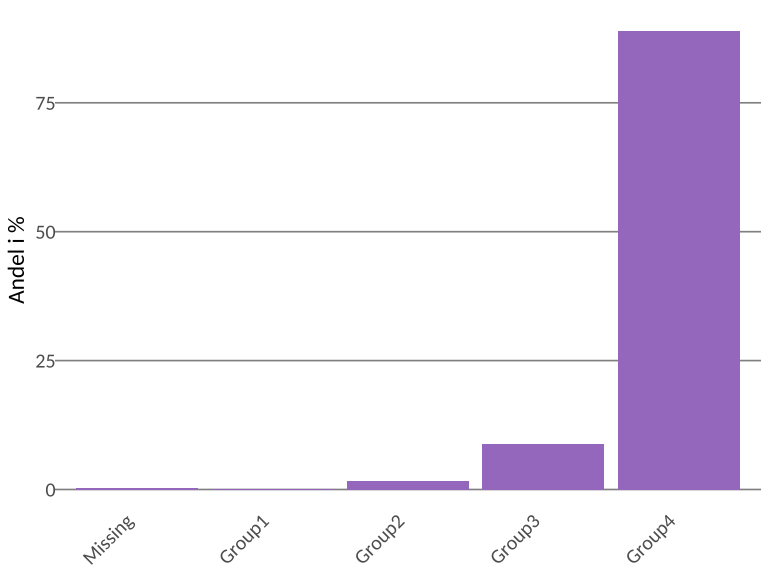 Andel i %
75
50
25
0
Missing
Group1
Group2
Group3
Group4